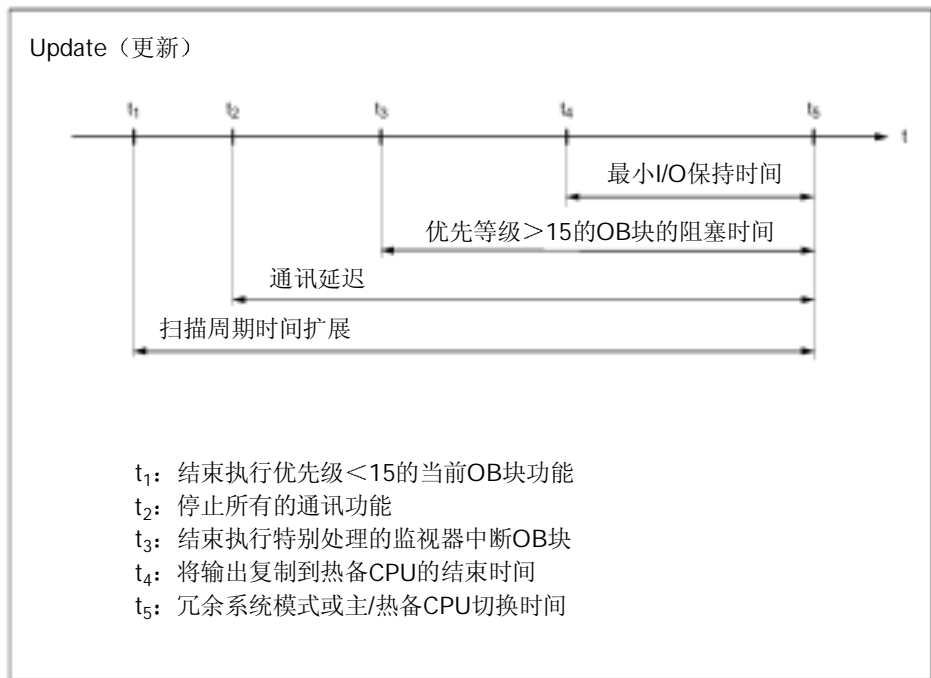 Update（更新）
t₁ t₂ t₃ t₄ t₅
t
最小I/O保持时间
优先等级＞15的OB块的阻塞时间
通讯延迟
扫描周期时间扩展
t₁：结束执行优先级＜15的当前OB块功能
t₂：停止所有的通讯功能
t₃：结束执行特别处理的监视器中断OB块
t₄：将输出复制到热备CPU的结束时间
t₅：冗余系统模式或主/热备CPU切换时间